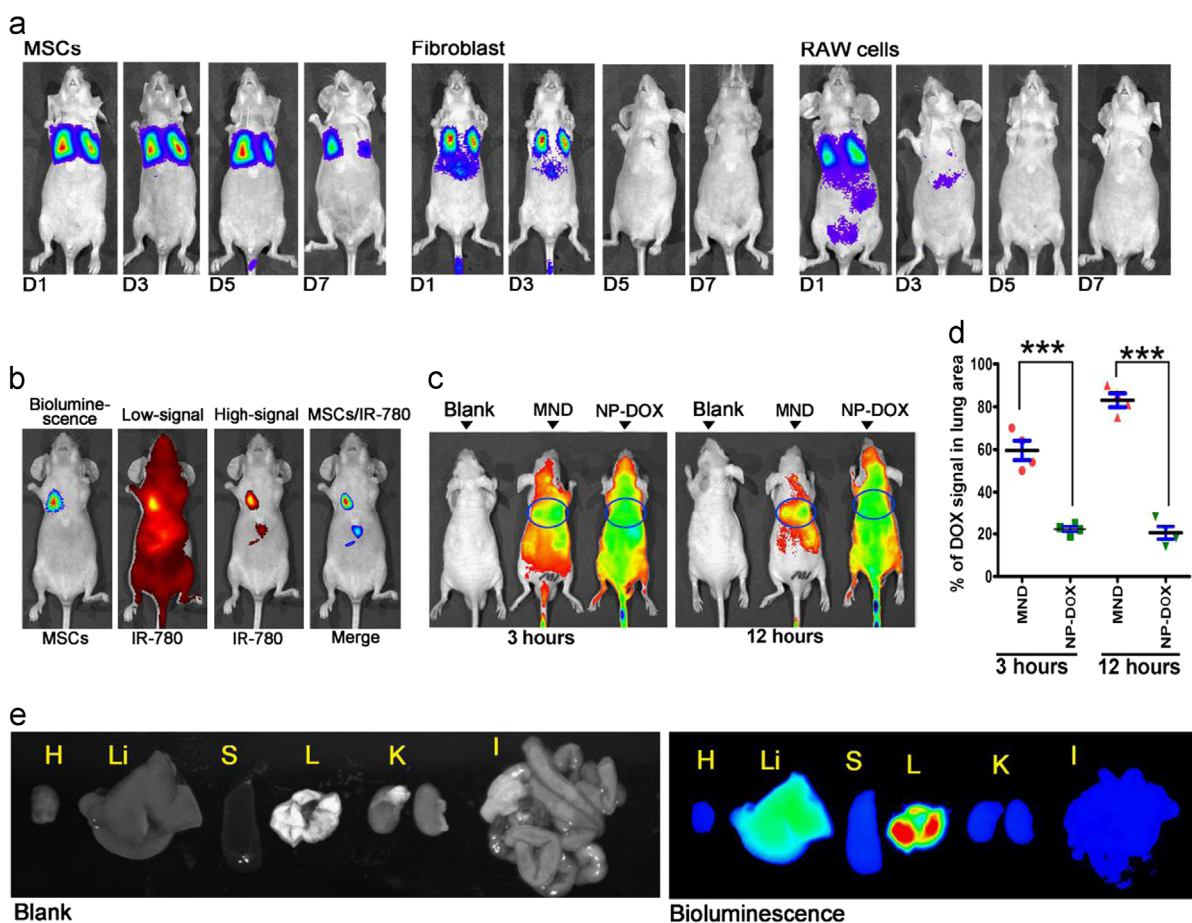 a
MSCs
Fibroblast
RAW cells
D1 D3 D5 D7
D1 D3 D5 D7
D1 D3 D5 D7
b
Biolumine-
scence
Low-signal
High-signal
MSCs/IR-780
MSCs
IR-780
IR-780
Merge
c
Blank
MND
NP-DOX
Blank
MND
NP-DOX
3 hours
12 hours
d
% of DOX signal in lung area
100
80
60
40
20
0
***
***
MND
NP-DOX
MND
NP-DOX
3 hours
12 hours
e
H Li S L K I
Blank
H Li S L K I
Bioluminescence